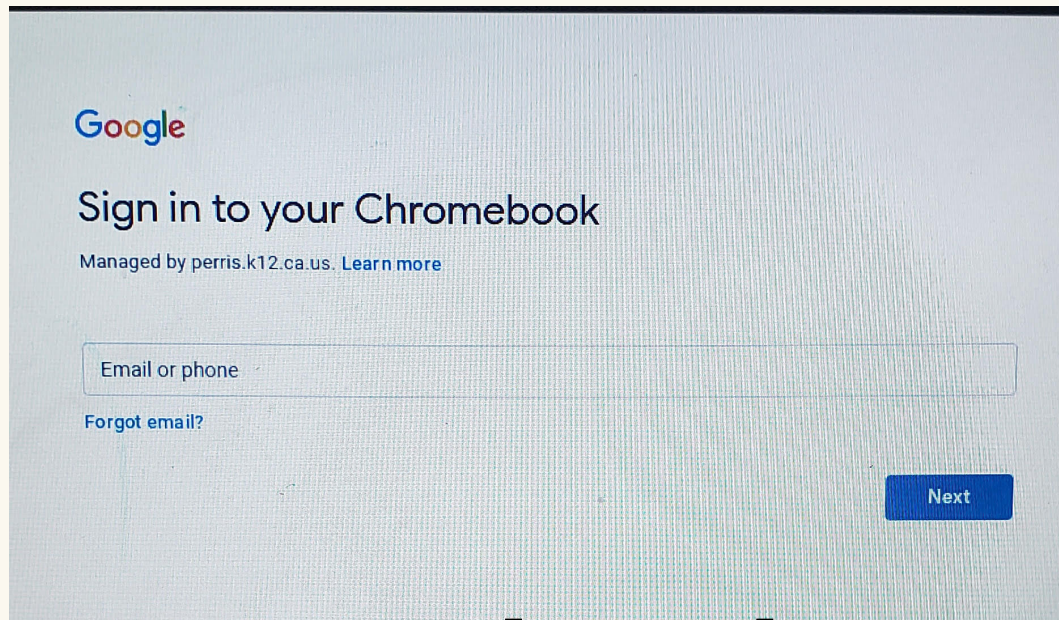 Google
Sign in to your Chromebook
Managed by perris.k12.ca.us. Learn more
Email or phone
Forgot email?
Next